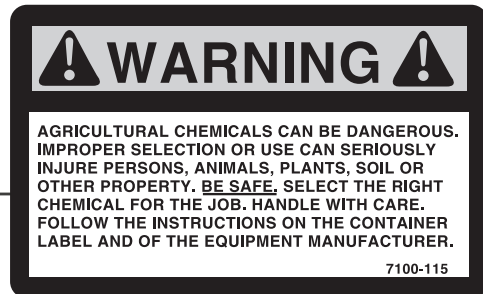 WARNING
AGRICULTURAL CHEMICALS CAN BE DANGEROUS.
IMPROPER SELECTION OR USE CAN SERIOUSLY
INJURE PERSONS, ANIMALS, PLANTS, SOIL OR
OTHER PROPERTY. BE SAFE. SELECT THE RIGHT
CHEMICAL FOR THE JOB. HANDLE WITH CARE.
FOLLOW THE INSTRUCTIONS ON THE CONTAINER
LABEL AND OF THE EQUIPMENT MANUFACTURER.
7100-115